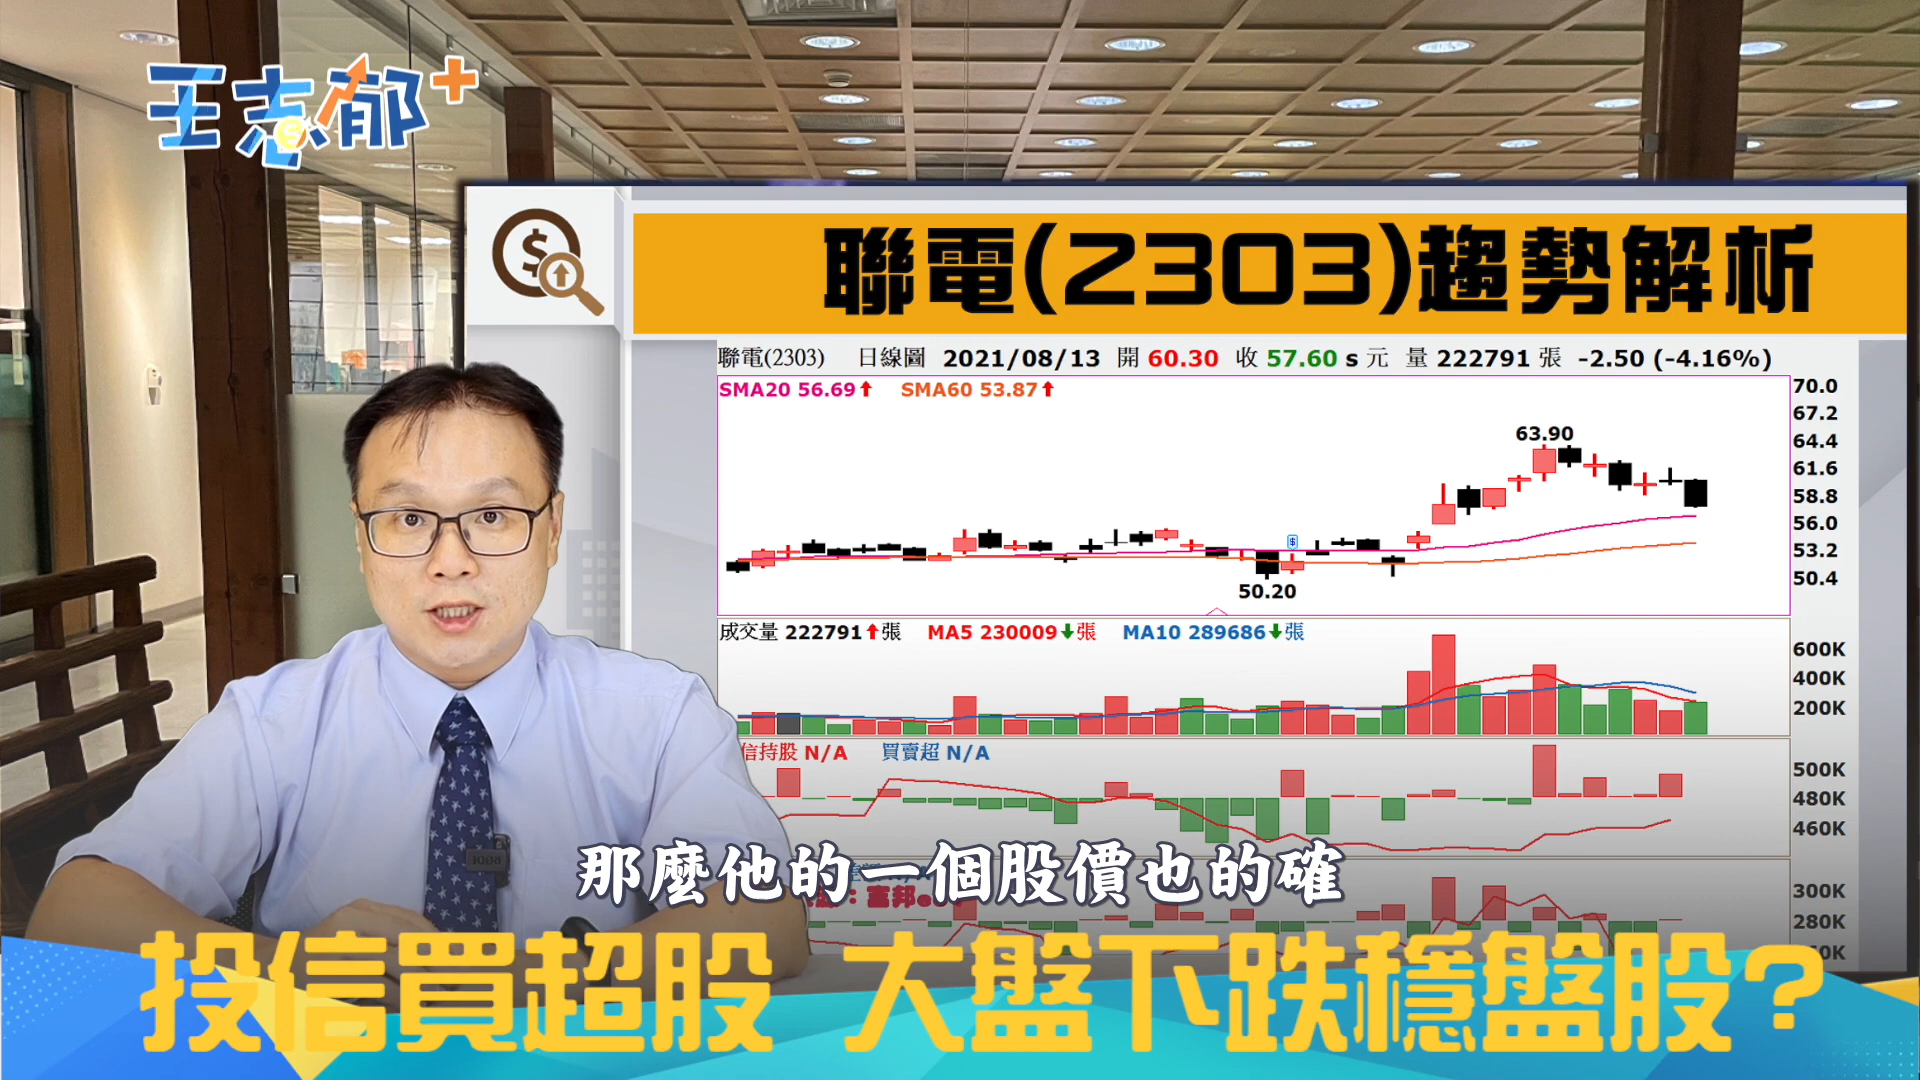 王志郁+
聯電(2303)趨勢解析
聯電(2303) 日線圖 2021/08/13 開 60.30 收 57.60 s 元 量 222791 張 -2.50 (-4.16%)
SMA20 56.69 SMA60 53.87
70.0
67.2
64.4
61.6
58.8
56.0
53.2
50.4
63.90
50.20
成交量 222791 張 MA5 230009 張 MA10 289686 張
600K
400K
200K
信持股 N/A 買賣超 N/A
500K
480K
460K
300K
280K
那麼他的一個股價也的確
：富邦e
投信買超股 大盤下跌穩盤股?